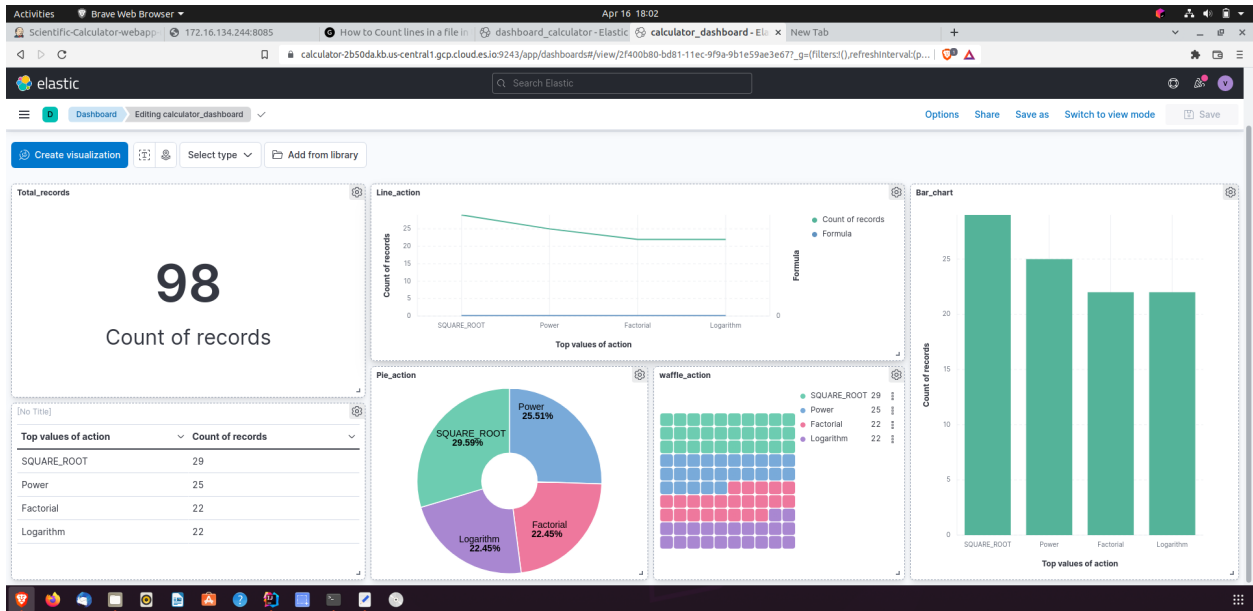 Activities Brave Web Browser Apr 16 18:02
Scientific-Calculator-webapp 172.16.134.244:8085 How to Count lines in a file in dashboard_calculator - Elastic calculator_dashboard - Ela × New Tab +
calculator-2b50da.kb.us-central1.gcp.cloud.es.io:9243/app/dashboards#/view/2f400b80-bd81-11ec-9f9a-9b1e59ae3e67?_g=(filters:!(),refreshInterval:(p...
elastic
Search Elastic
V
D Dashboard Editing calculator_dashboard
Options Share Save as Switch to view mode Save
Create visualization T Select type Add from library
Total_records
98
Count of records
Line_action
25
20
15
10
5
0
Count of records
SQUARE_ROOT Power Factorial Logarithm
Top values of action
0
Formula
Count of records
Formula
Bar_chart
25
20
15
10
5
0
Count of records
SQUARE_ROOT Power Factorial Logarithm
Top values of action
[No Title]
Top values of action Count of records
SQUARE_ROOT 29
Power 25
Factorial 22
Logarithm 22
Pie_action
Power
25.51%
SQUARE_ROOT
29.59%
Factorial
22.45%
Logarithm
22.45%
waffle_action
SQUARE_ROOT 29
Power 25
Factorial 22
Logarithm 22